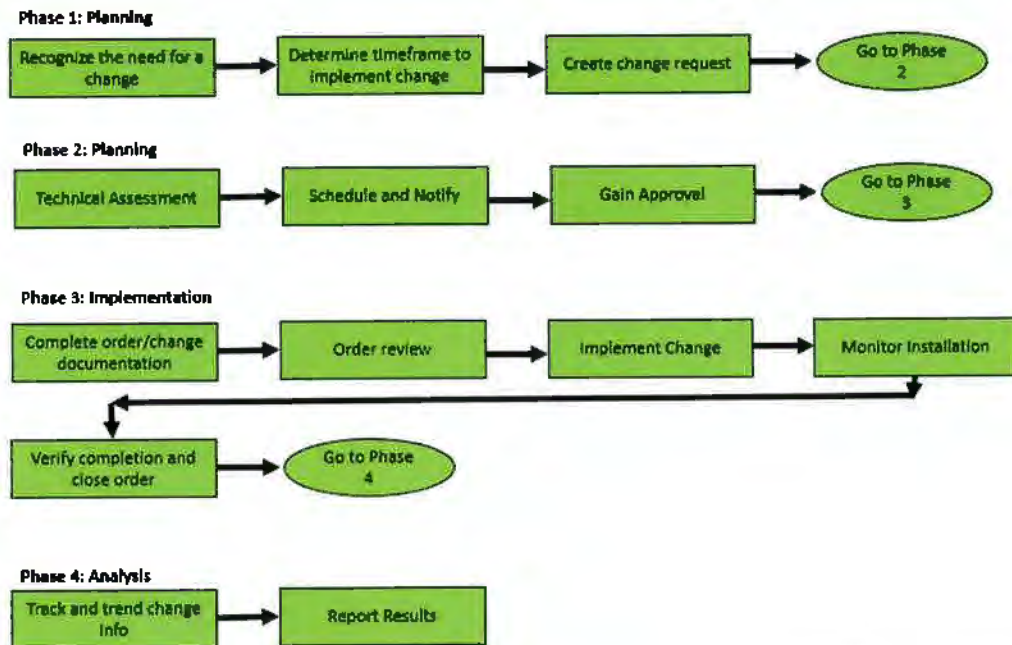 Phase 1: Planning
Recognize the need for a
change
Determine timeframe to
implement change
Create change request
Go to Phase
2
Phase 2: Planning
Technical Assessment
Schedule and Notify
Gain Approval
Go to Phase
3
Phase 3: Implementation
Complete order/change
documentation
Order review
Implement Change
Monitor Installation
Verify completion and
close order
Go to Phase
4
Phase 4: Analysis
Track and trend change
Info
Report Results